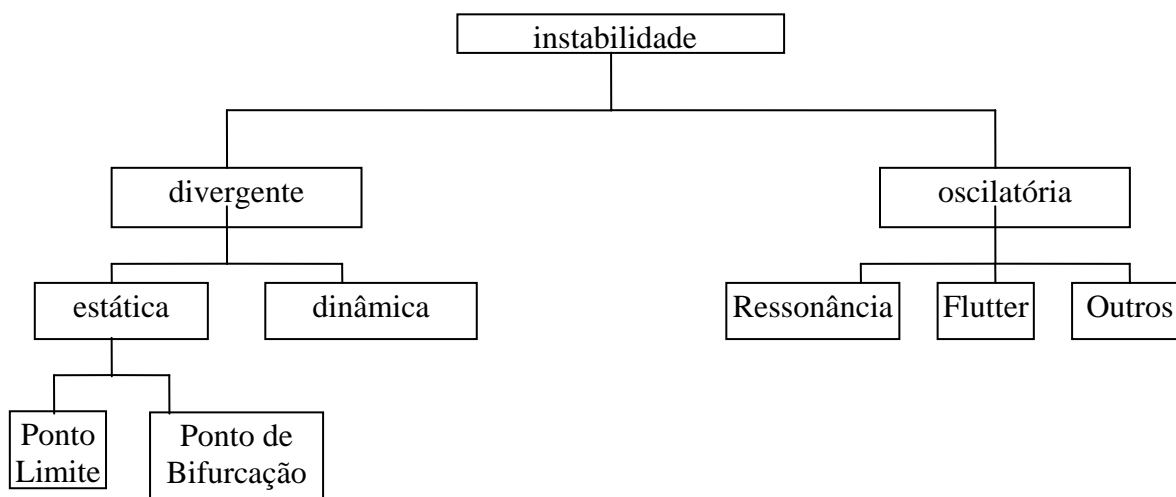 instabilidade
divergente
oscilatória
estática
dinâmica
Ressonância
Flutter
Outros
Ponto
Limite
Ponto de
Bifurcação